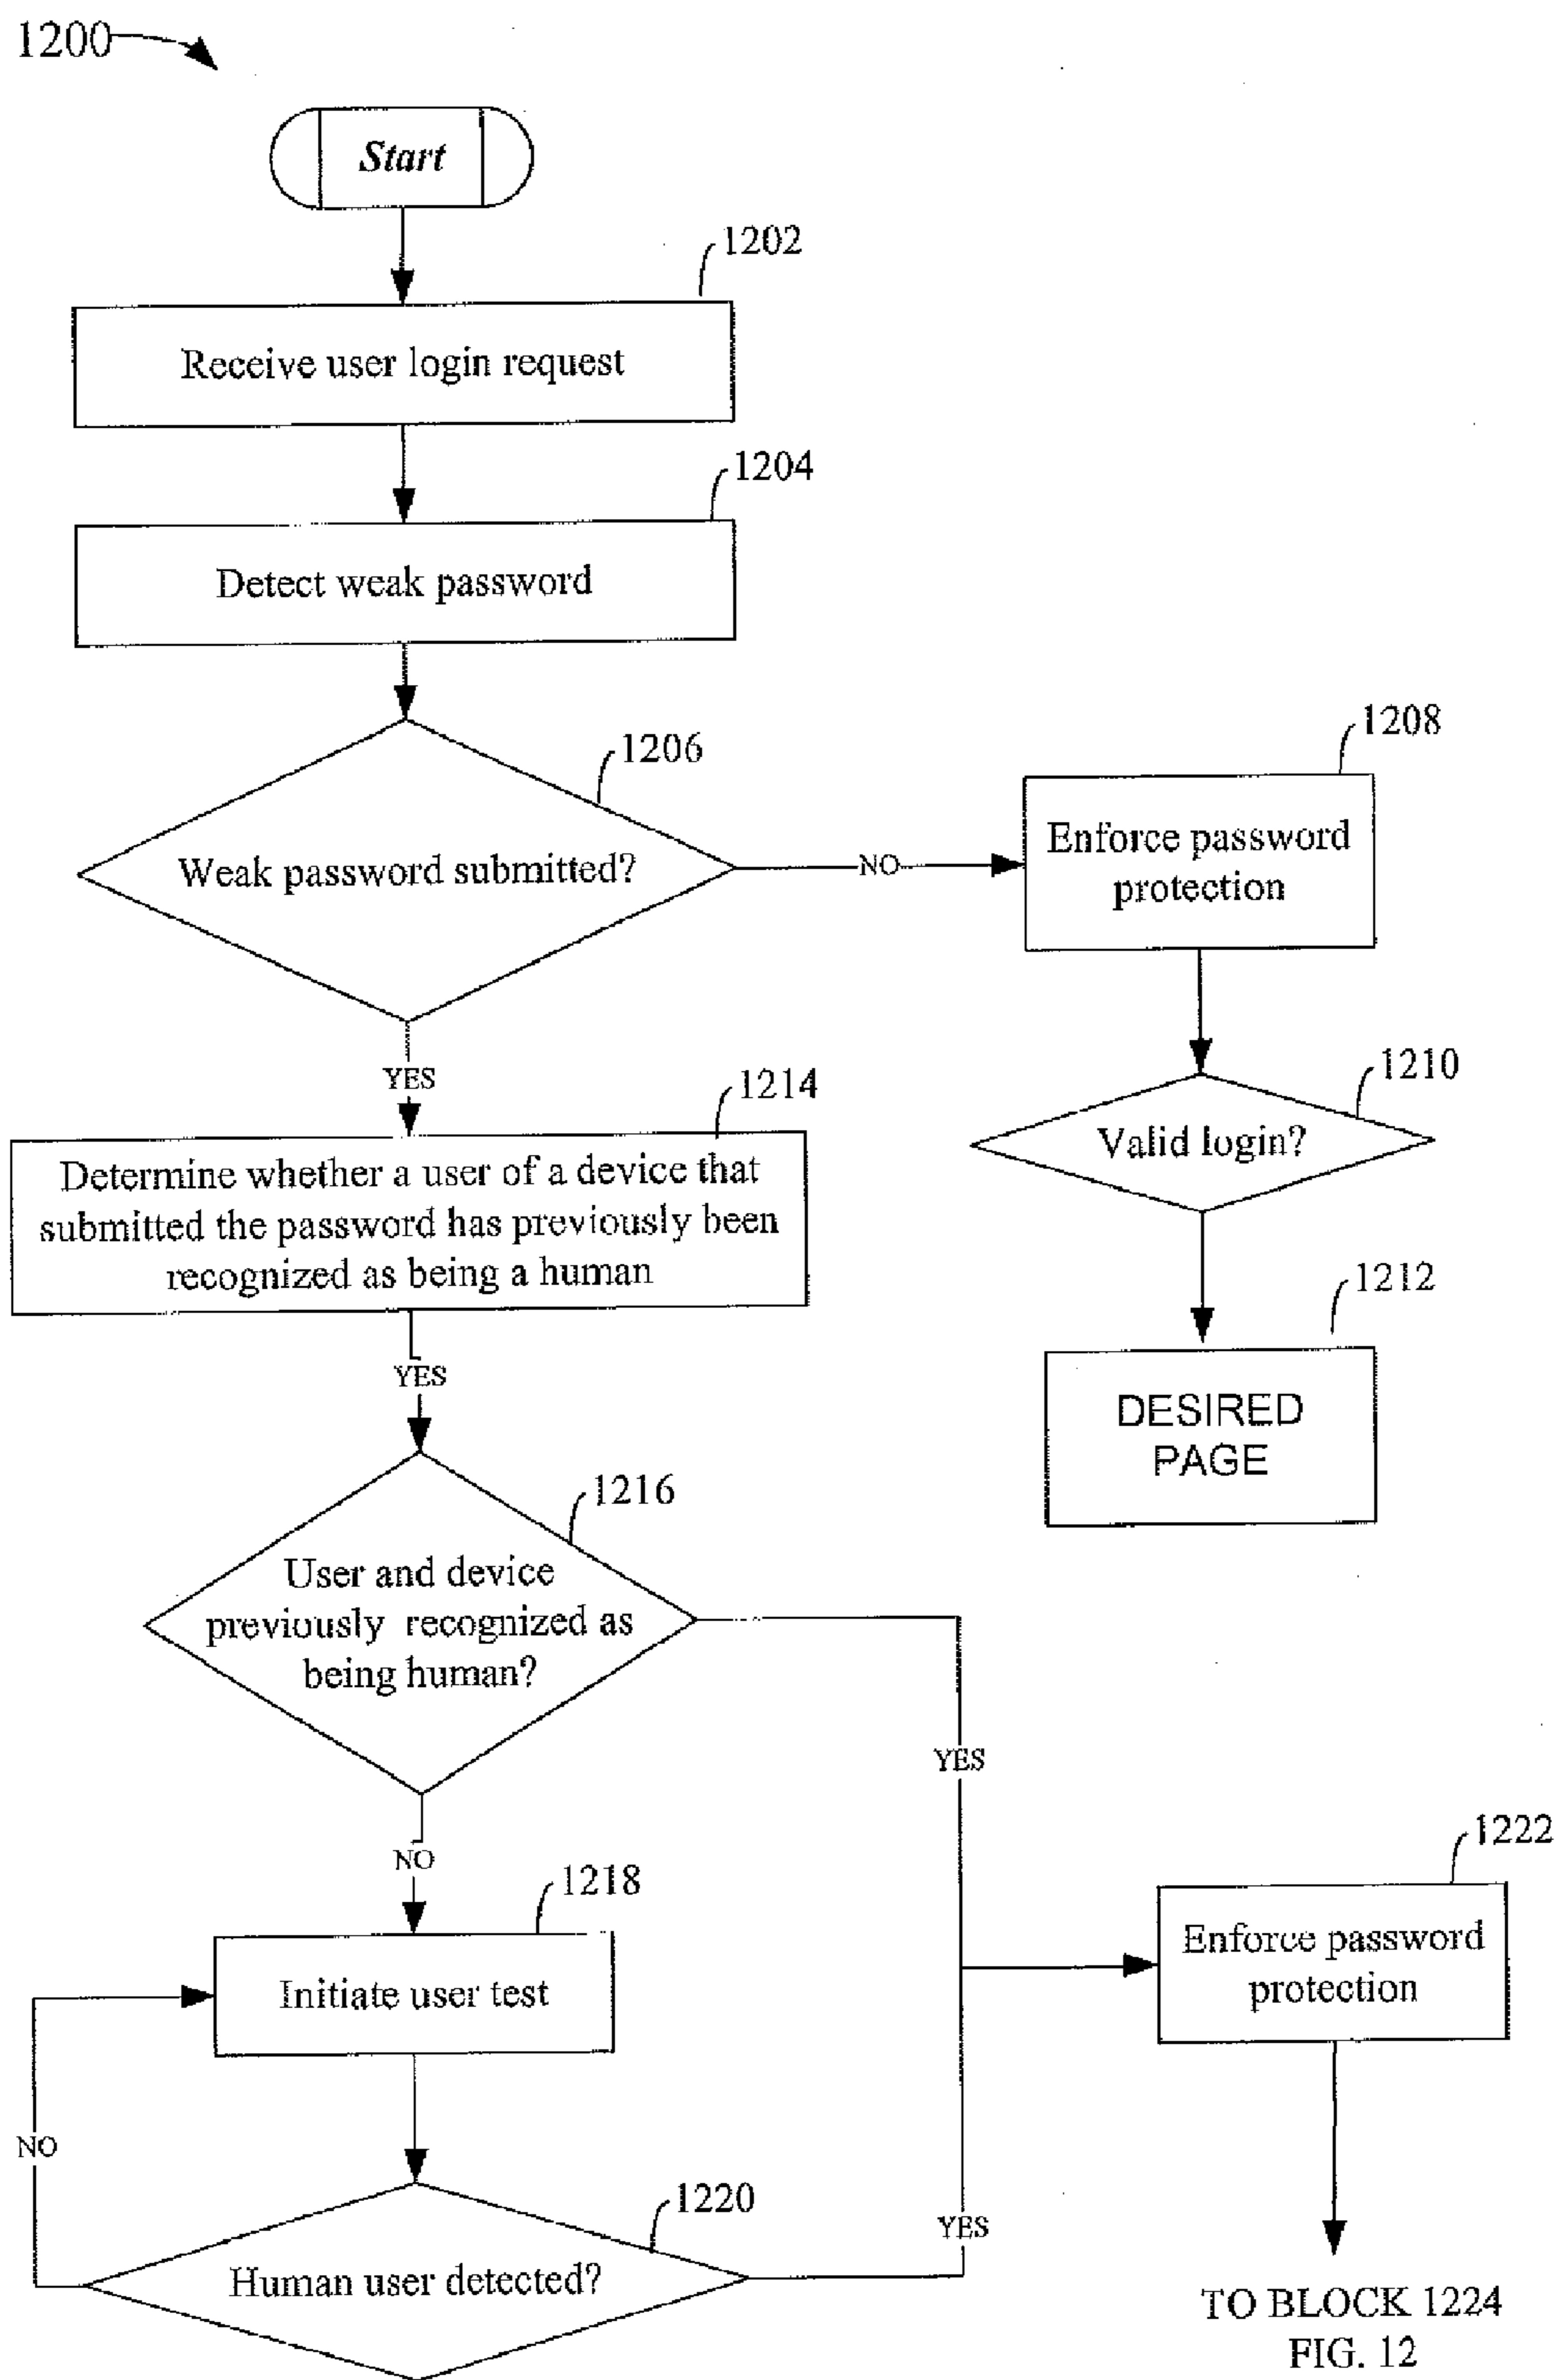 1200
Start
1202
Receive user login request
1204
Detect weak password
1206
Weak password submitted?
NO
1208
Enforce password
protection
YES
1210
Valid login?
1212
DESIRED
PAGE
1214
Determine whether a user of a device that
submitted the password has previously been
recognized as being a human
YES
1216
User and device
previously recognized as
being human?
YES
NO
1218
Initiate user test
1222
Enforce password
protection
NO
1220
Human user detected?
YES
TO BLOCK 1224
FIG. 12